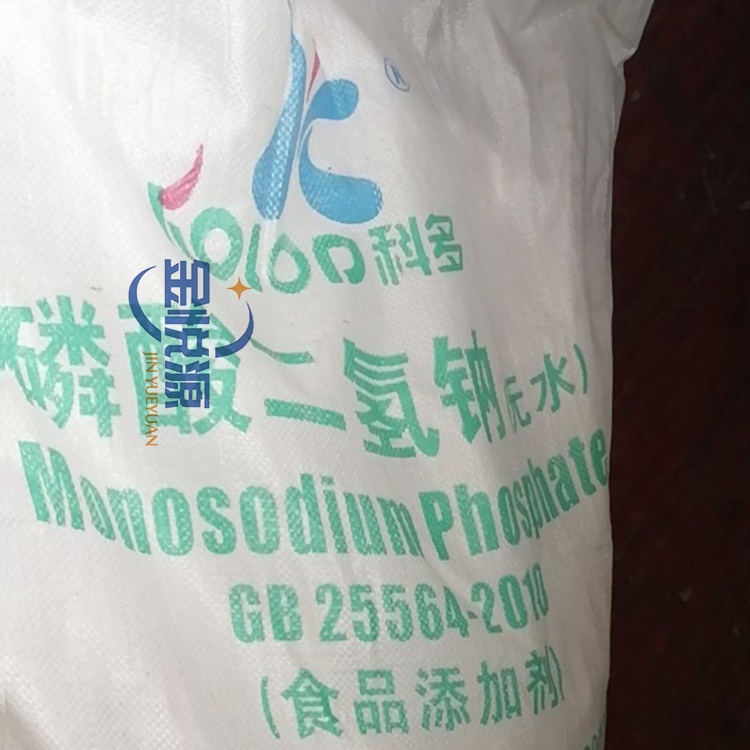 ®
Kolod 科多
磷酸二氢钠(无水)
金悦源
JINYUEYUAN
Monosodium Phosphate
GB 25564-2010
(食品添加剂)